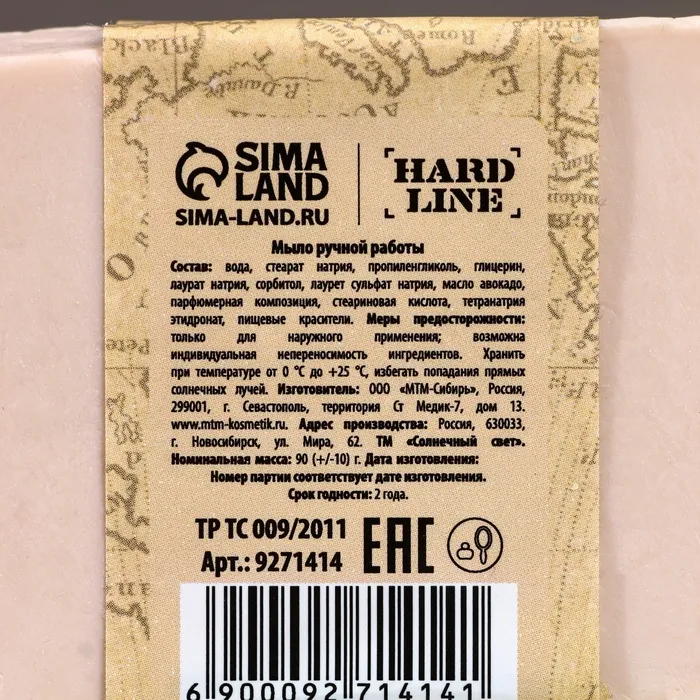 Black
R. Danube
Rome
E
SIMA
LAND
SIMA-LAND.RU
HARD
LINE
Мыло ручной работы
Состав: вода, стеарат натрия, пропиленгликоль, глицерин,
лаурат натрия, сорбитол, лаурет сульфат натрия, масло авокадо,
парфюмерная композиция, стеариновая кислота, тетранатрия
этидронат, пищевые красители. Меры предосторожности:
только для наружного применения; возможна
индивидуальная непереносимость ингредиентов. Хранить
при температуре от 0 °С до +25 °С, избегать попадания прямых
солнечных лучей. Изготовитель: ООО «МТМ-Сибирь», Россия,
299001, г. Севастополь, территория Ст Медик-7, дом 13.
www.mtm-kosmetik.ru. Адрес производства: Россия, 630033,
г. Новосибирск, ул. Мира, 62. ТМ «Солнечный свет».
Номинальная масса: 90 (+/-10) г. Дата изготовления:
Номер партии соответствует дате изготовления.
Срок годности: 2 года.
ТР ТС 009/2011
Арт.: 9271414
EAC
6 900092 714141